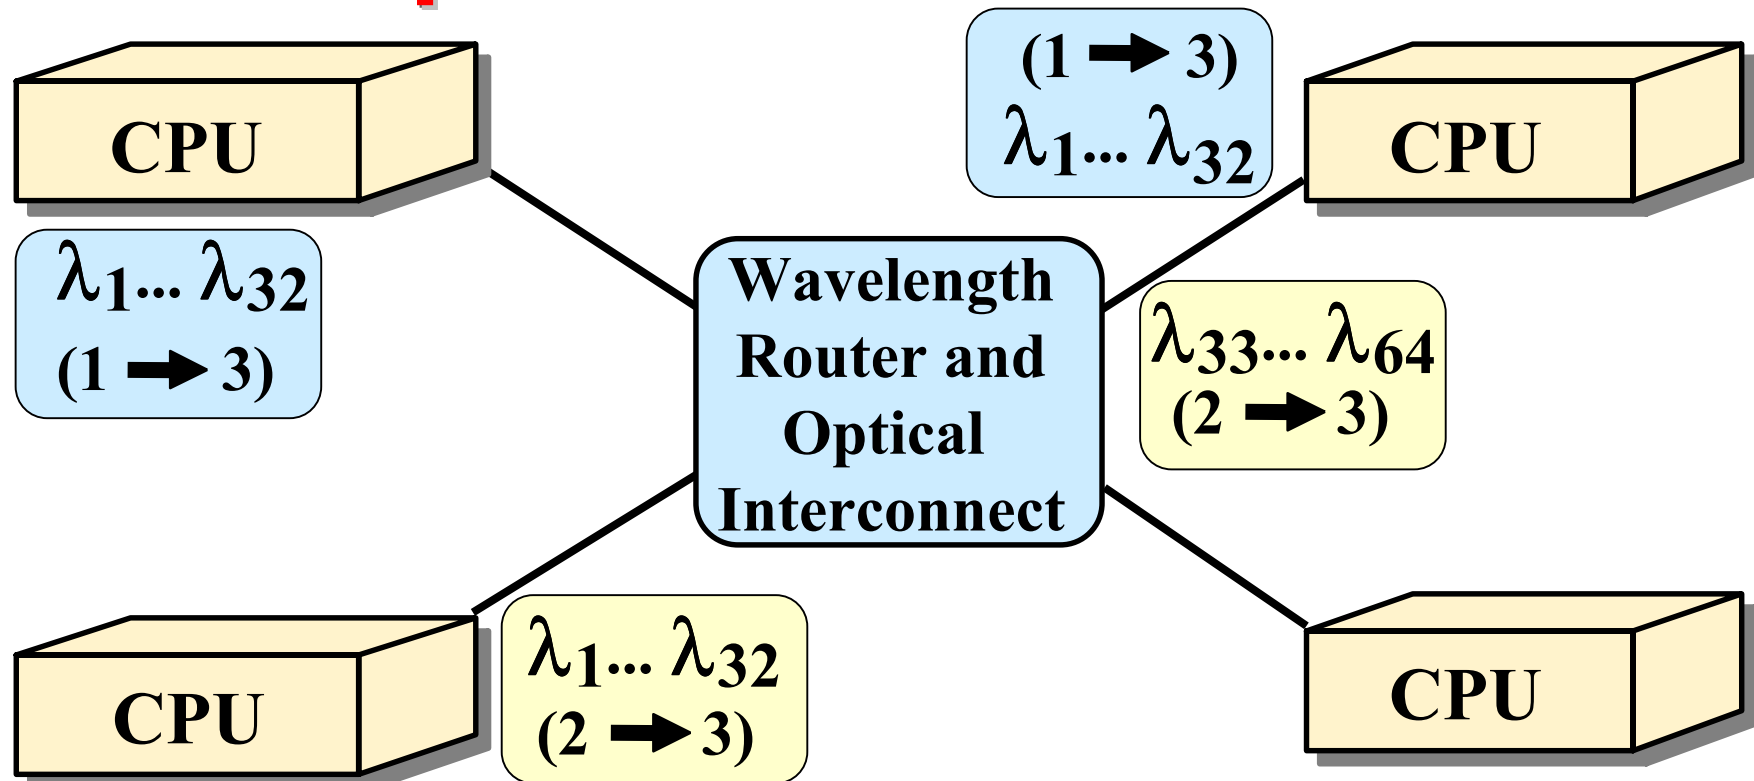 CPU
(1 → 3)
λ1... λ32
CPU
λ1... λ32
(1 → 3)
Wavelength
Router and
Optical
Interconnect
λ33... λ64
(2 → 3)
CPU
λ1... λ32
(2 → 3)
CPU